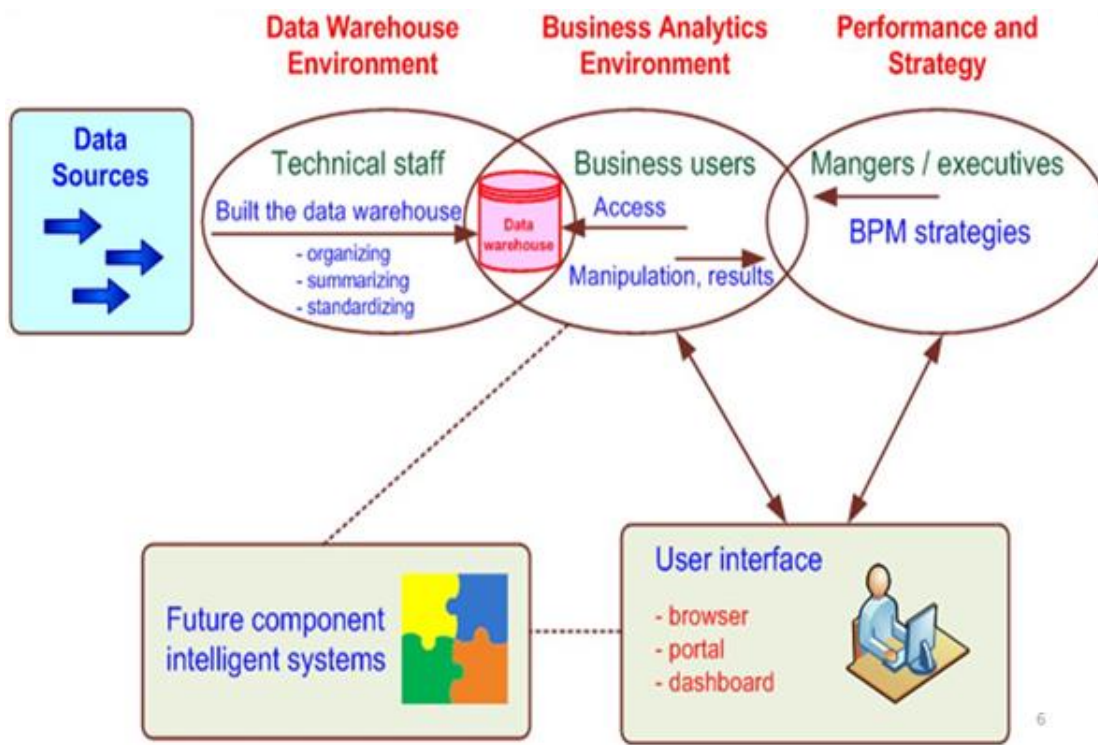 Data Warehouse
Environment
Business Analytics
Environment
Performance and
Strategy
Data
Sources
Technical staff
Built the data warehouse
- organizing
- summarizing
- standardizing
Data
warehouse
Business users
Access
Manipulation, results
Mangers / executives
BPM strategies
Future component
intelligent systems
User interface
- browser
- portal
- dashboard
6